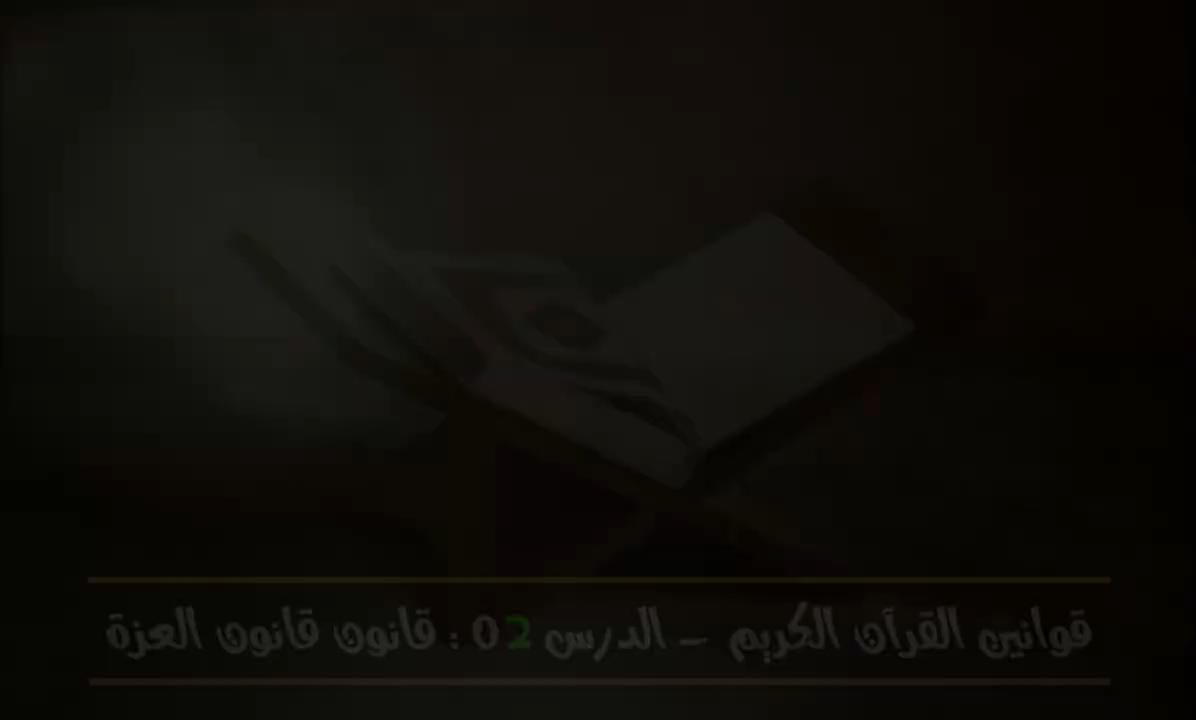 قوانين القرآن الكريم - الدرس 02 : قانون قانون العزة